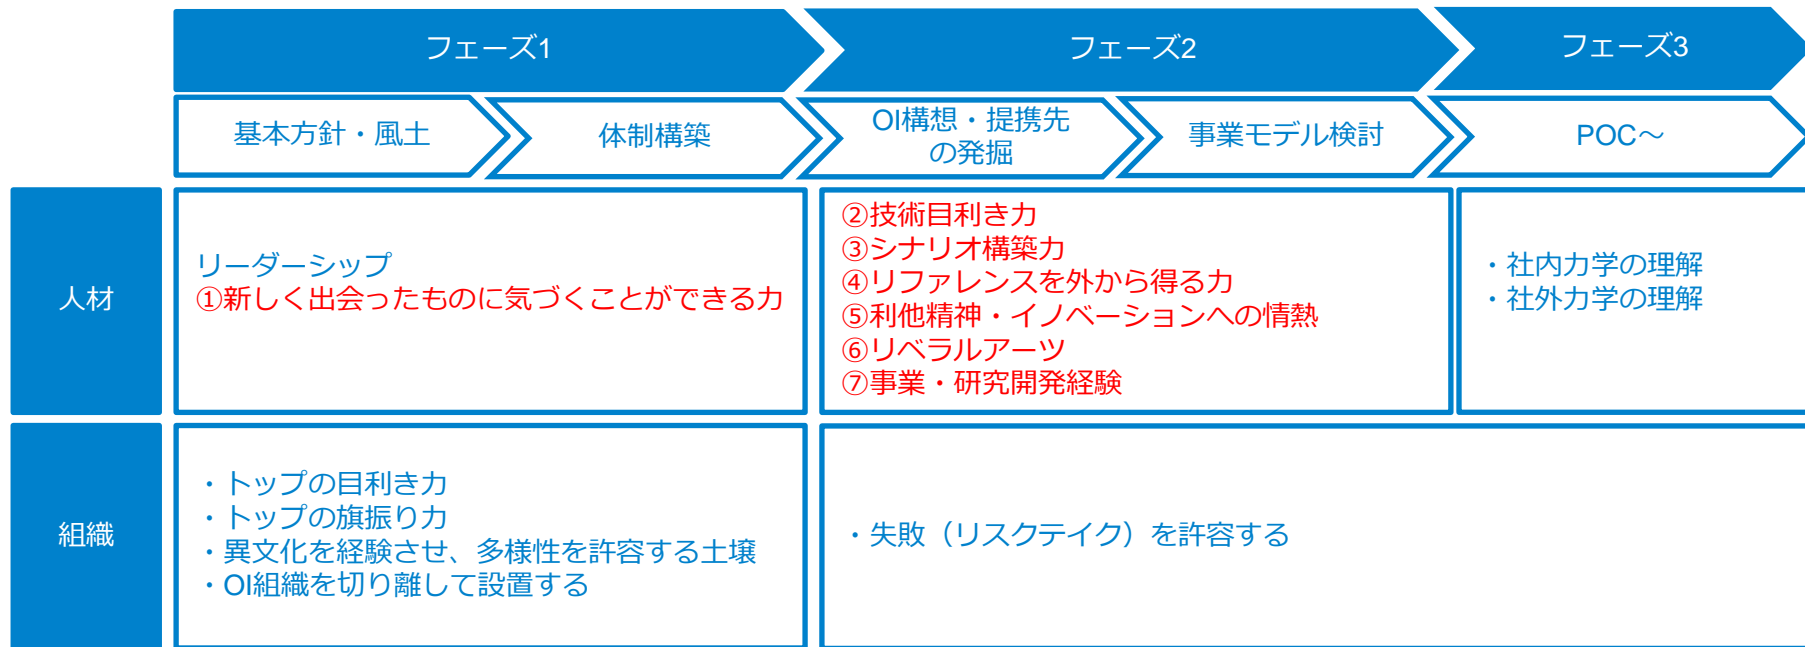 フェーズ1
フェーズ2
フェーズ3
基本方針・風土
体制構築
OI構想・提携先
の発掘
事業モデル検討
POC～
人材
リーダーシップ
①新しく出会ったものに気づくことができる力
②技術目利き力
③シナリオ構築力
④リファレンスを外から得る力
⑤利他精神・イノベーションへの情熱
⑥リベラルアーツ
⑦事業・研究開発経験
・社内力学の理解
・社外力学の理解
組織
・トップの目利き力
・トップの旗振り力
・異文化を経験させ、多様性を許容する土壌
・OI組織を切り離して設置する
・失敗（リスクテイク）を許容する